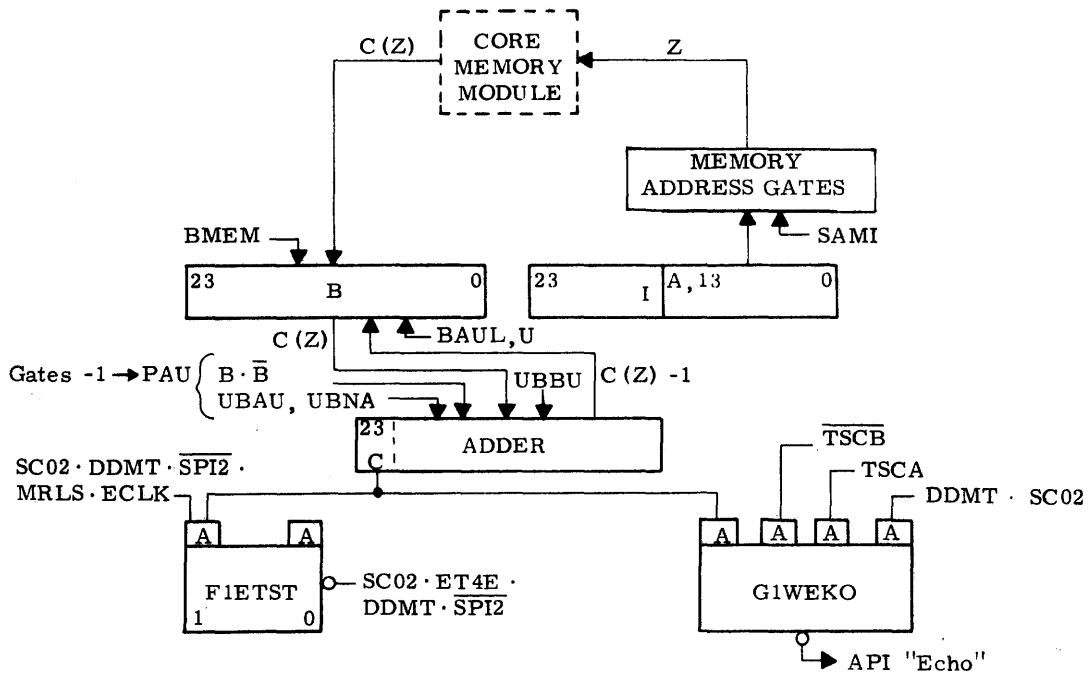 C(Z)
CORE
MEMORY
MODULE
Z
MEMORY
ADDRESS GATES
BMEM
SAMI
23 B 0
23 I A,13 0
C(Z)
BAUL,U
Gates -1→PAU { B·B̅
UBAU, UBNA
UBBU
C(Z)-1
23
C
ADDER
SC02·DDMT·S̅P̅I̅2̅·
MRLS·ECLK
T̅S̅C̅B̅
TSCA
DDMT · SC02
A A
F1ETST
1 0
SC02·ET4E·
DDMT·S̅P̅I̅2̅
A A A A
G1WEKO
API "Echo"